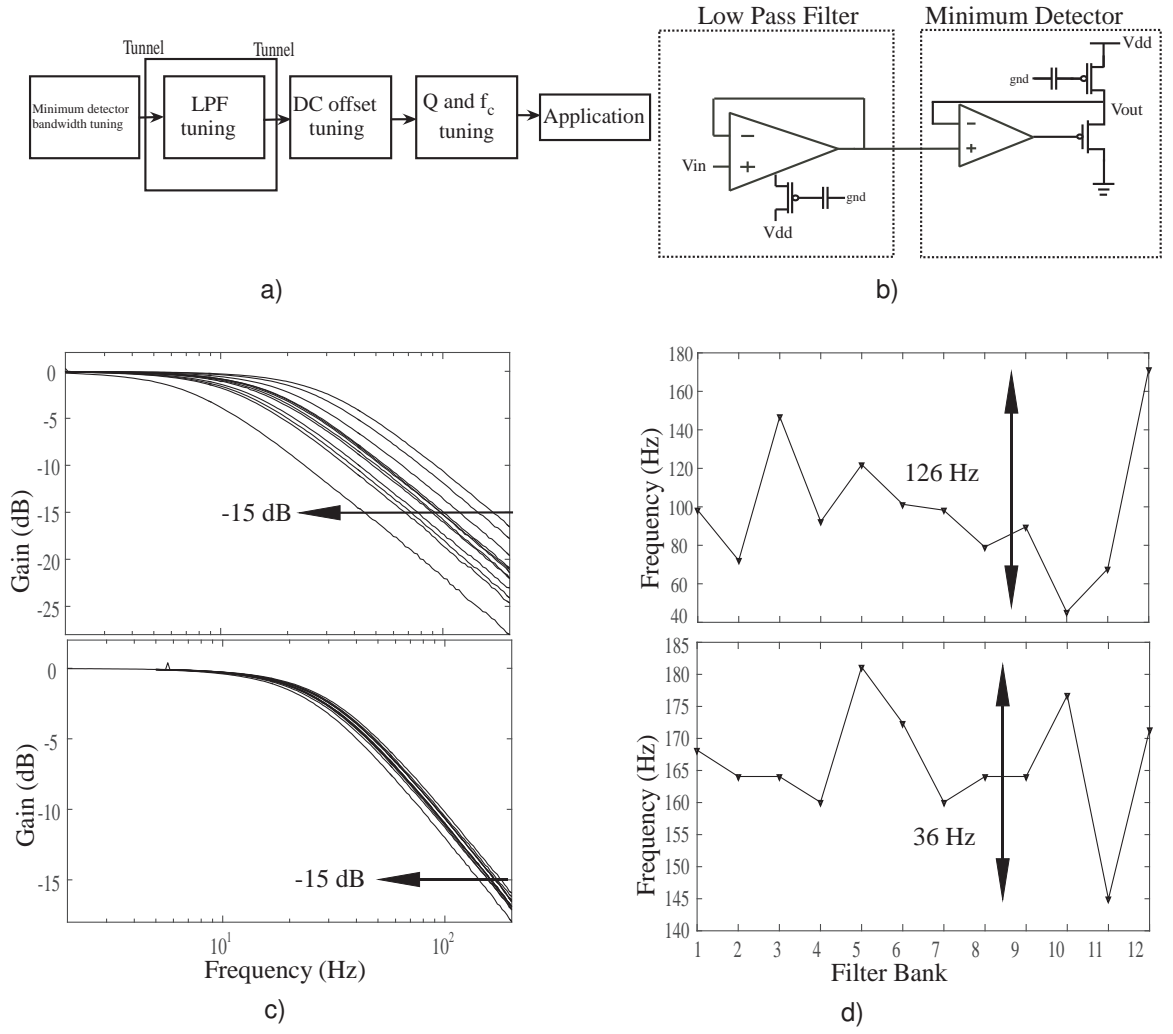 Tunnel
Tunnel
Minimum detector
bandwidth tuning
LPF
tuning
DC offset
tuning
Q and fc
tuning
Application
a)
Low Pass Filter
Minimum Detector
Vin
gnd
Vdd
gnd
Vdd
Vout
b)
0
-5
-10
-15
-20
-25
Gain (dB)
-15 dB
0
-5
-10
-15
Gain (dB)
-15 dB
10^1
10^2
Frequency (Hz)
c)
180
160
140
120
100
80
60
40
Frequency (Hz)
126 Hz
185
180
175
170
165
160
155
150
145
140
Frequency (Hz)
36 Hz
1 2 3 4 5 6 7 8 9 10 11 12
Filter Bank
d)